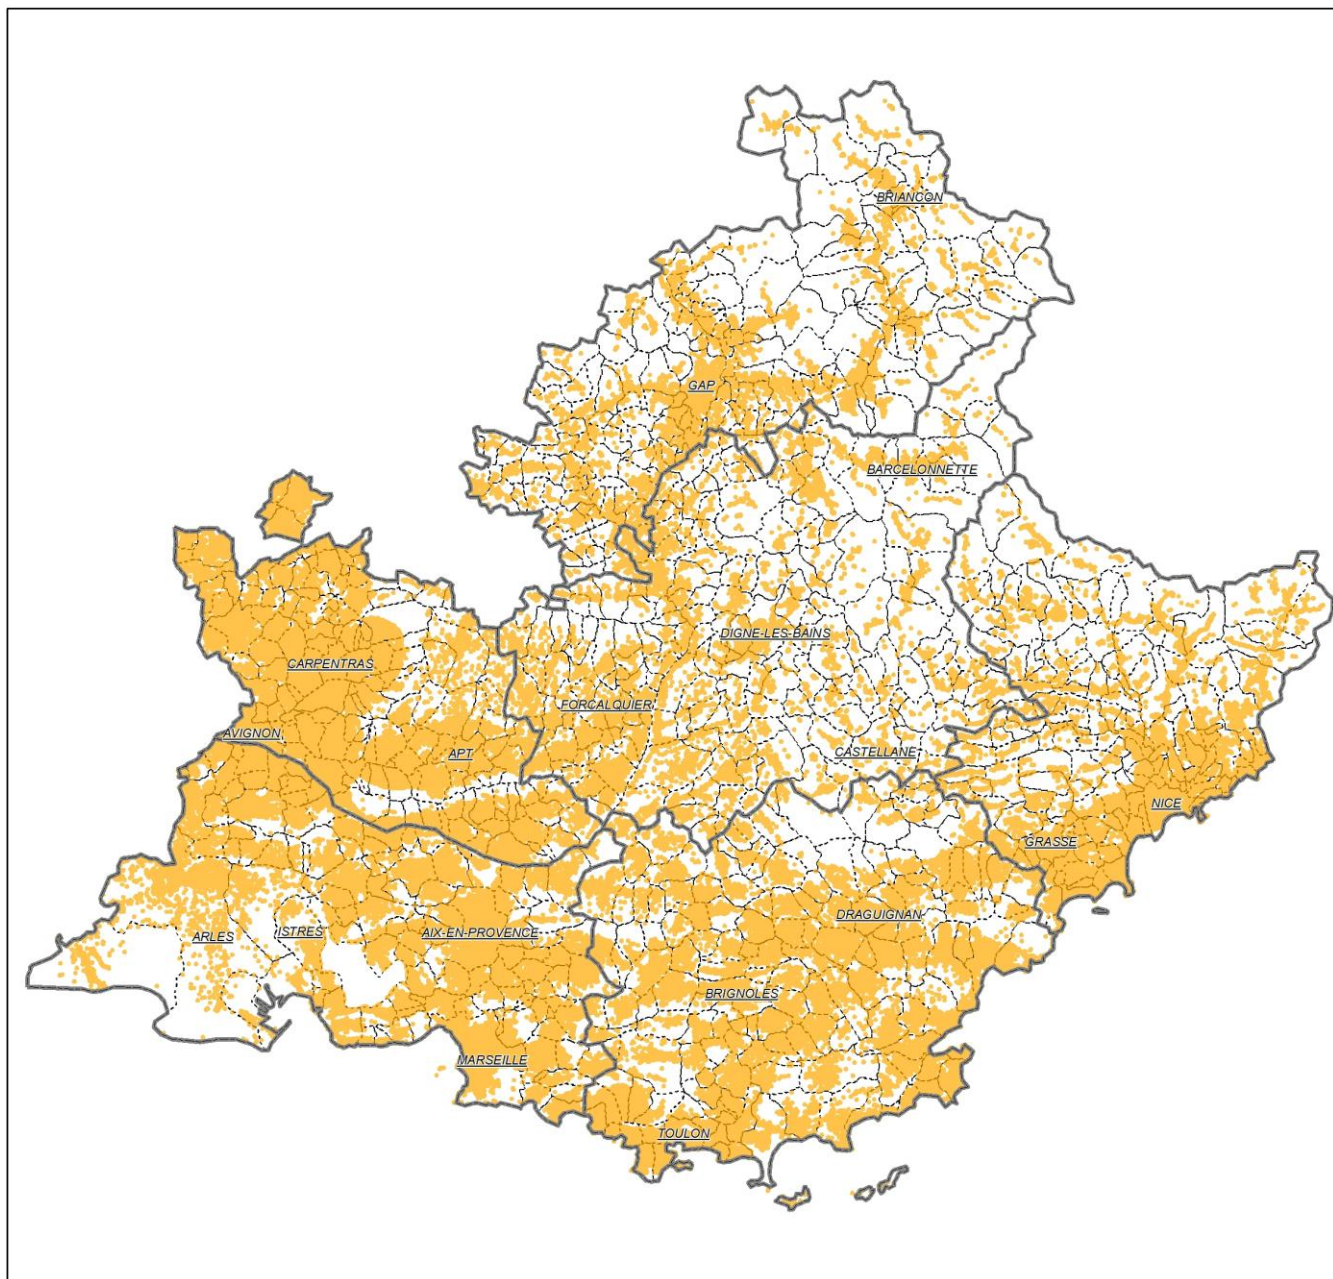 BRIANCON
GAP
BARCELONNETTE
DIGNE-LES-BAINS
CARPENTRAS
FORCALQUIER
AVIGNON
APT
CASTELLANE
NICE
GRASSE
DRAGUIGNAN
ARLES
ISTRES
AIX-EN-PROVENCE
BRIGNOLES
MARSEILLE
TOULON